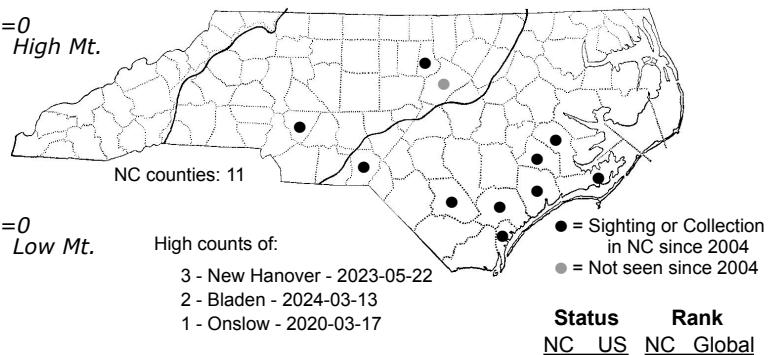 =0
High Mt.
NC counties: 11
=0
Low Mt.
High counts of:
3 - New Hanover - 2023-05-22
2 - Bladen - 2024-03-13
1 - Onslow - 2020-03-17
= Sighting or Collection
in NC since 2004
= Not seen since 2004
Status Rank
NC US NC Global